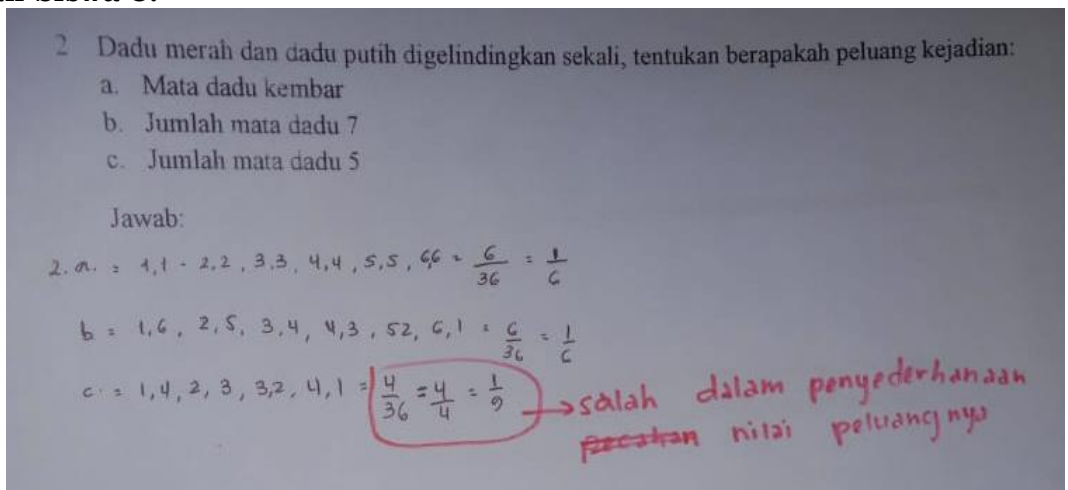 2 Dadu merah dan dadu putih digelindingkan sekali, tentukan berapakah peluang kejadian:
a. Mata dadu kembar
b. Jumlah mata dadu 7
c. Jumlah mata dadu 5
Jawab:
2. a. = 1,1 - 2,2, 3,3, 4,4, 5,5, 6,6 = 6/36 = 1/6
b = 1,6, 2,5, 3,4, 4,3, 52, 6,1 = 6/36 = 1/6
c. = 1,4, 2,3, 3,2, 4,1 = 4/36 = 4/4 = 1/9 → salah dalam penyederhanaan
pecahan nilai peluangnya